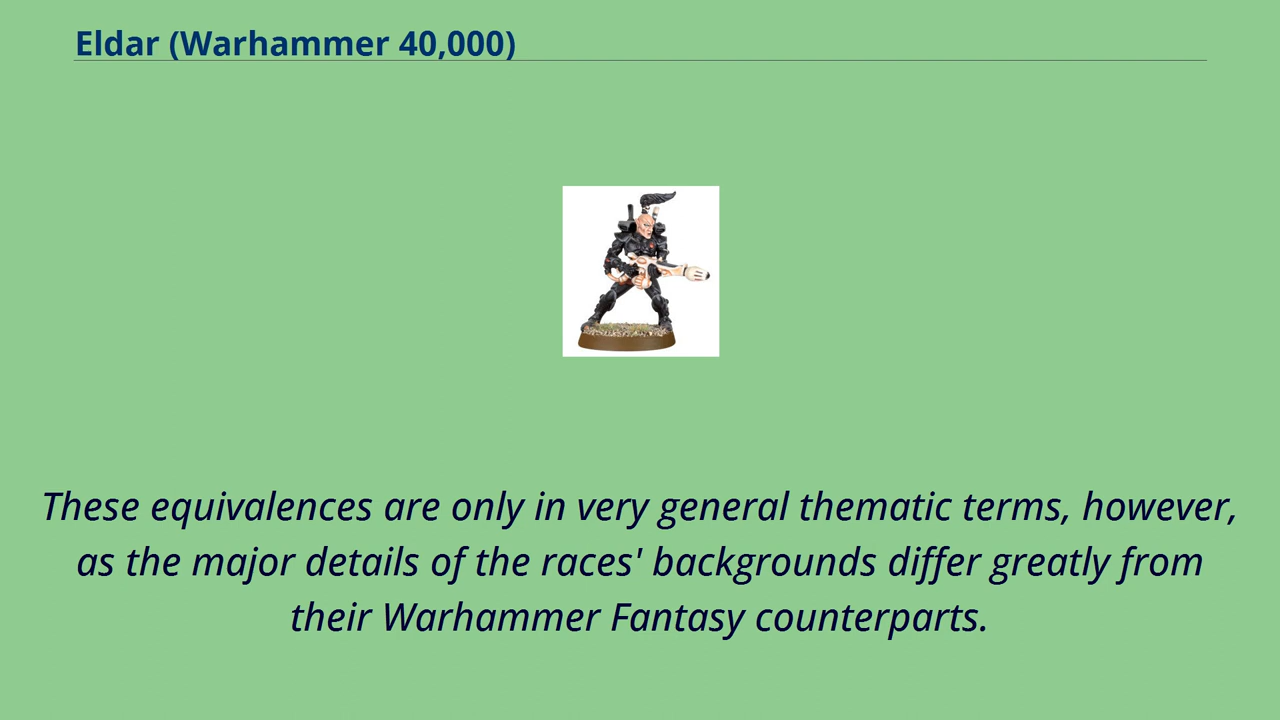 Eldar (Warhammer 40,000)
These equivalences are only in very general thematic terms, however,
as the major details of the races' backgrounds differ greatly from
their Warhammer Fantasy counterparts.